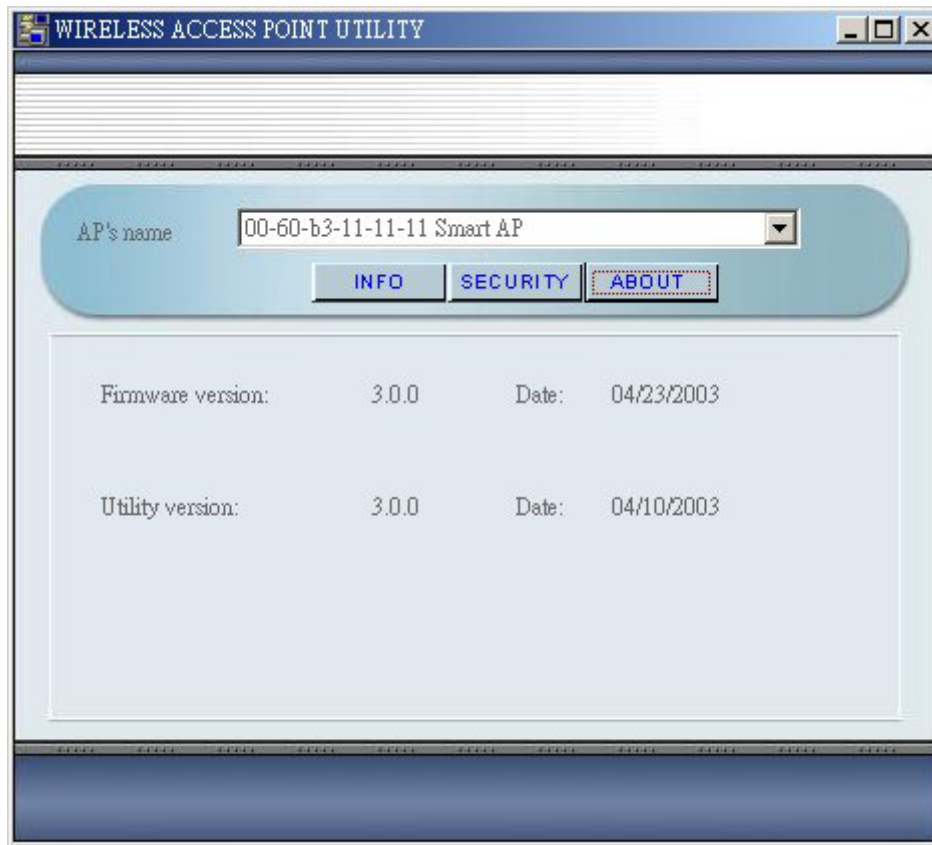 WIRELESS ACCESS POINT UTILITY
AP's name 00-60-b3-11-11-11 Smart AP
INFO SECURITY ABOUT
Firmware version: 3.0.0 Date: 04/23/2003
Utility version: 3.0.0 Date: 04/10/2003